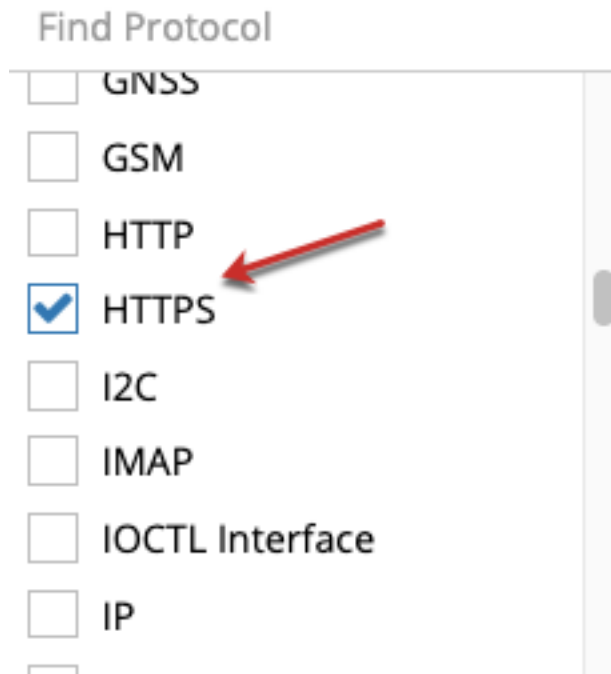 Find Protocol
GNSS
GSM
HTTP
HTTPS
I2C
IMAP
IOCTL Interface
IP